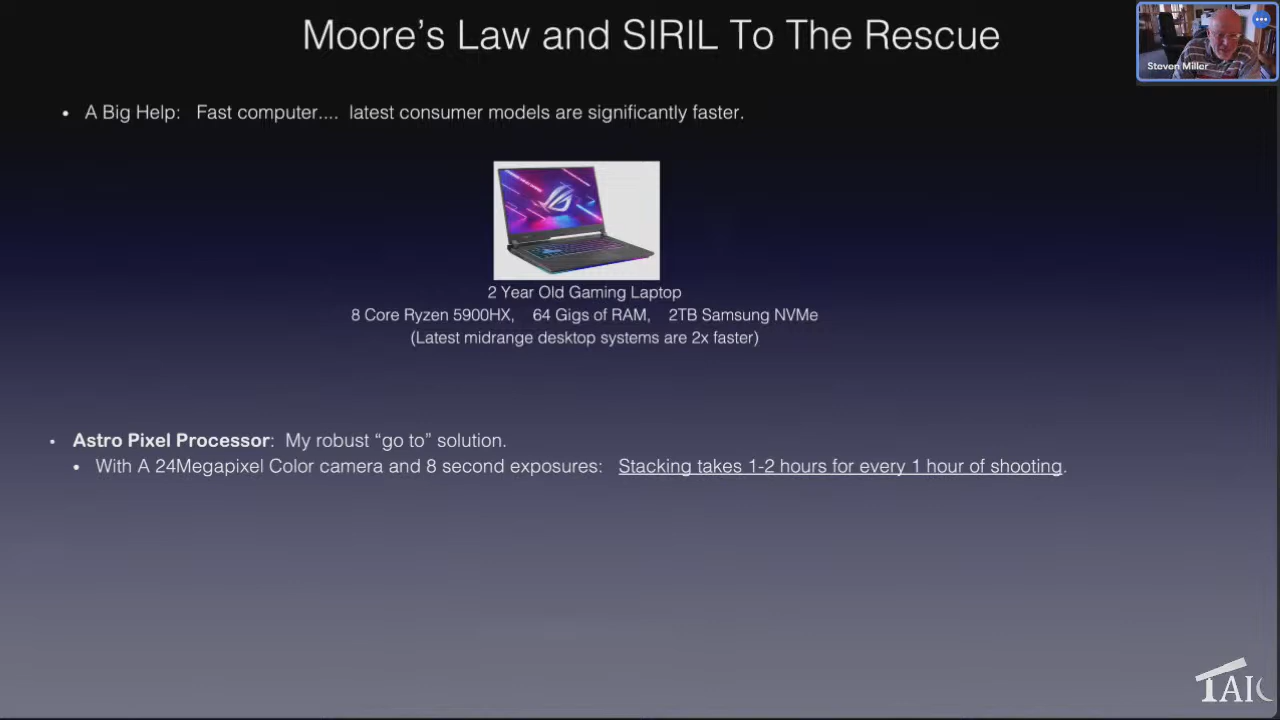 Moore's Law and SIRIL To The Rescue
Steven Miller
• A Big Help: Fast computer.... latest consumer models are significantly faster.
2 Year Old Gaming Laptop
8 Core Ryzen 5900HX, 64 Gigs of RAM, 2TB Samsung NVMe
(Latest midrange desktop systems are 2x faster)
• Astro Pixel Processor: My robust “go to” solution.
• With A 24Megapixel Color camera and 8 second exposures: Stacking takes 1-2 hours for every 1 hour of shooting.
TAIC